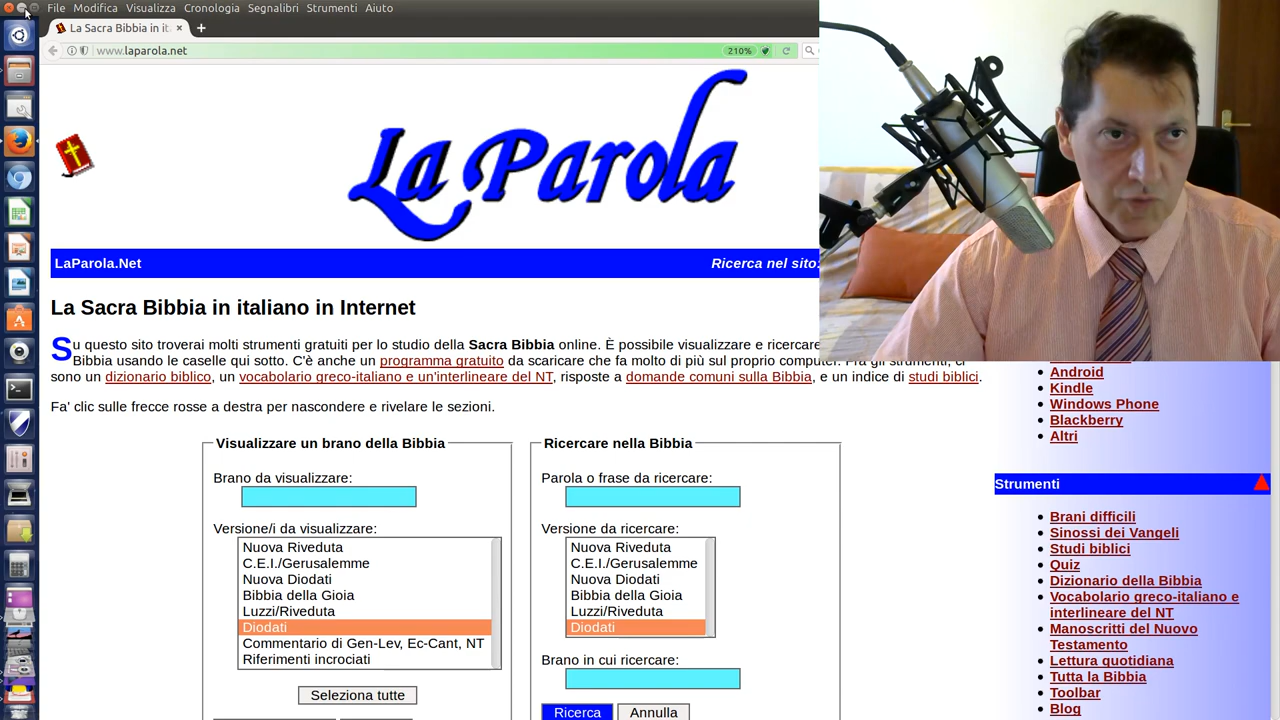 File Modifica Visualizza Cronologia Segnalibri Strumenti Aiuto
La Sacra Bibbia in it
www.laparola.net
210%
La Parola
LaParola.Net
Ricerca nel sito:
La Sacra Bibbia in italiano in Internet
Su questo sito troverai molti strumenti gratuiti per lo studio della Sacra Bibbia online. È possibile visualizzare e ricercare
Bibbia usando le caselle qui sotto. C'è anche un programma gratuito da scaricare che fa molto di più sul proprio computer. Fra gli strumenti, ci
sono un dizionario biblico, un vocabolario greco-italiano e un'interlineare del NT, risposte a domande comuni sulla Bibbia, e un indice di studi biblici.
Fa' clic sulle frecce rosse a destra per nascondere e rivelare le sezioni.
Visualizzare un brano della Bibbia
Brano da visualizzare:
Versione/i da visualizzare:
Nuova Riveduta
C.E.I./Gerusalemme
Nuova Diodati
Bibbia della Gioia
Luzzi/Riveduta
Diodati
Commentario di Gen-Lev, Ec-Cant, NT
Riferimenti incrociati
Seleziona tutte
Ricercare nella Bibbia
Parola o frase da ricercare:
Versione da ricercare:
Nuova Riveduta
C.E.I./Gerusalemme
Nuova Diodati
Bibbia della Gioia
Luzzi/Riveduta
Diodati
Brano in cui ricercare:
Ricerca
Annulla
Android
Kindle
Windows Phone
Blackberry
Altri
Strumenti
Brani difficili
Sinossi dei Vangeli
Studi biblici
Quiz
Dizionario della Bibbia
Vocabolario greco-italiano e
interlineare del NT
Manoscritti del Nuovo
Testamento
Lettura quotidiana
Tutta la Bibbia
Toolbar
Blog